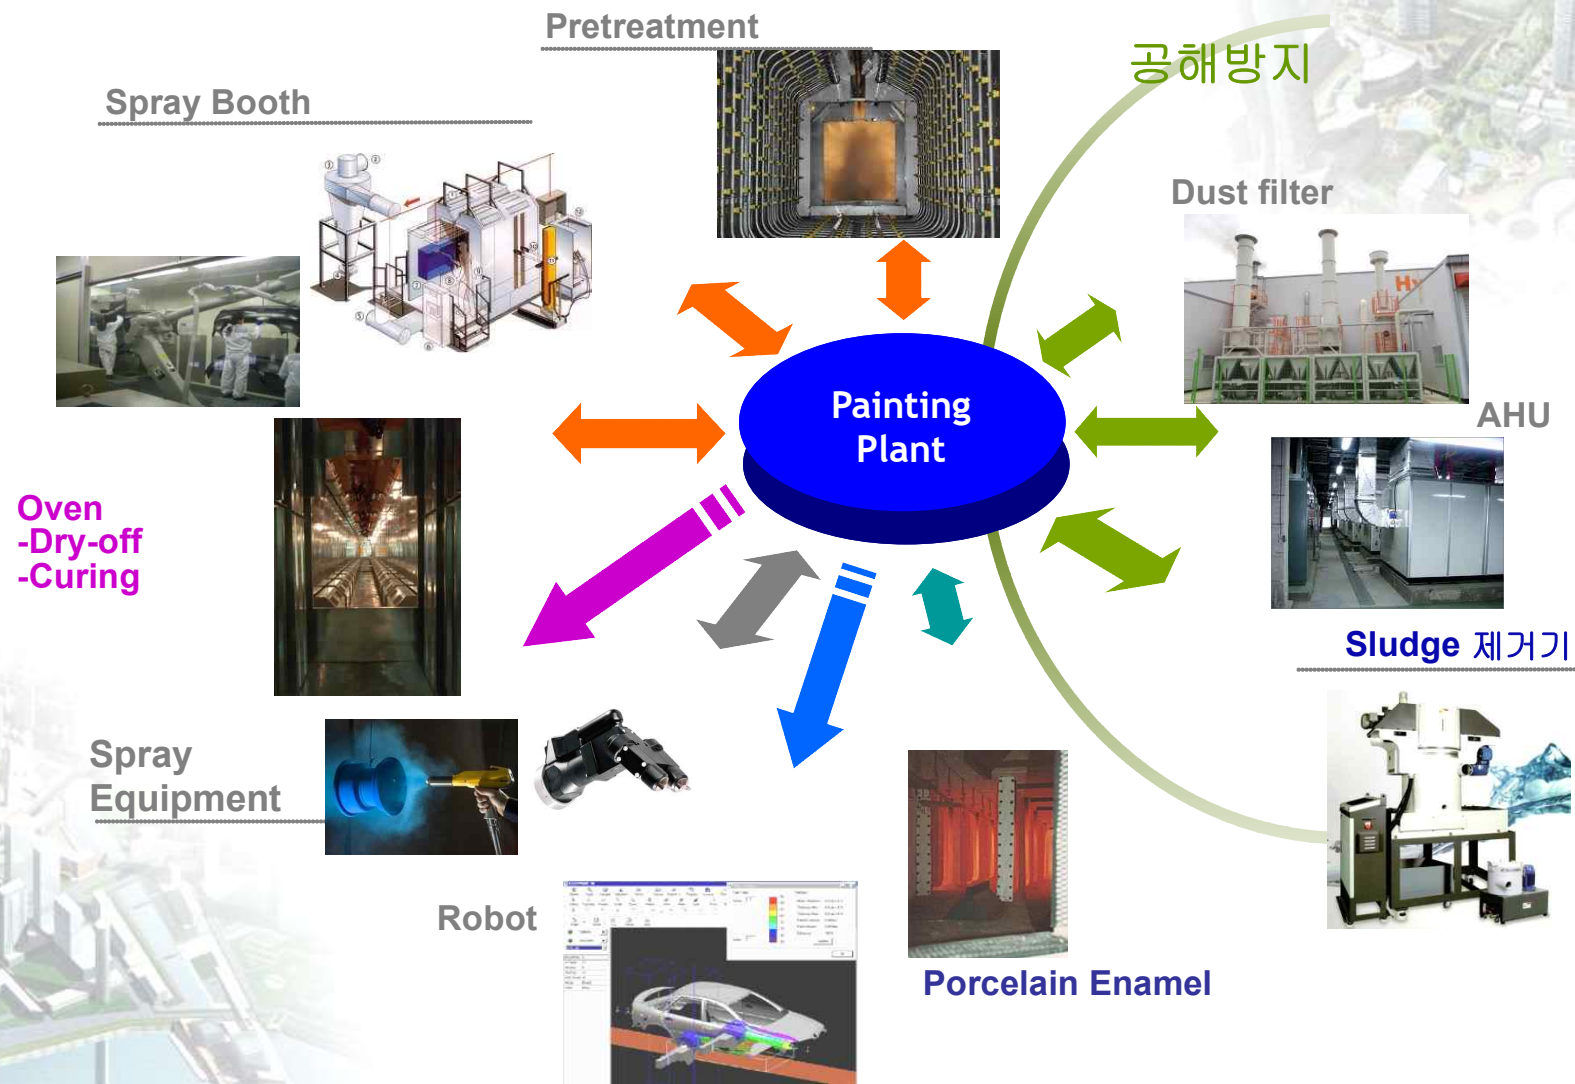 Pretreatment
공해방지
Spray Booth
Dust filter
Painting
Plant
AHU
Oven
-Dry-off
-Curing
Sludge 제거기
Spray
Equipment
Robot
Porcelain Enamel